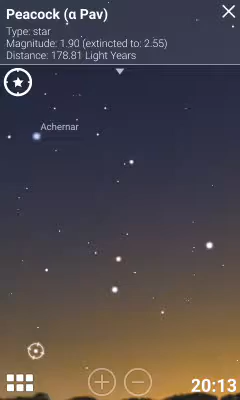 Peacock (α Pav)
Type: star
Magnitude: 1.90 (extincted to: 2.55)
Distance: 178.81 Light Years
Achernar
20:13